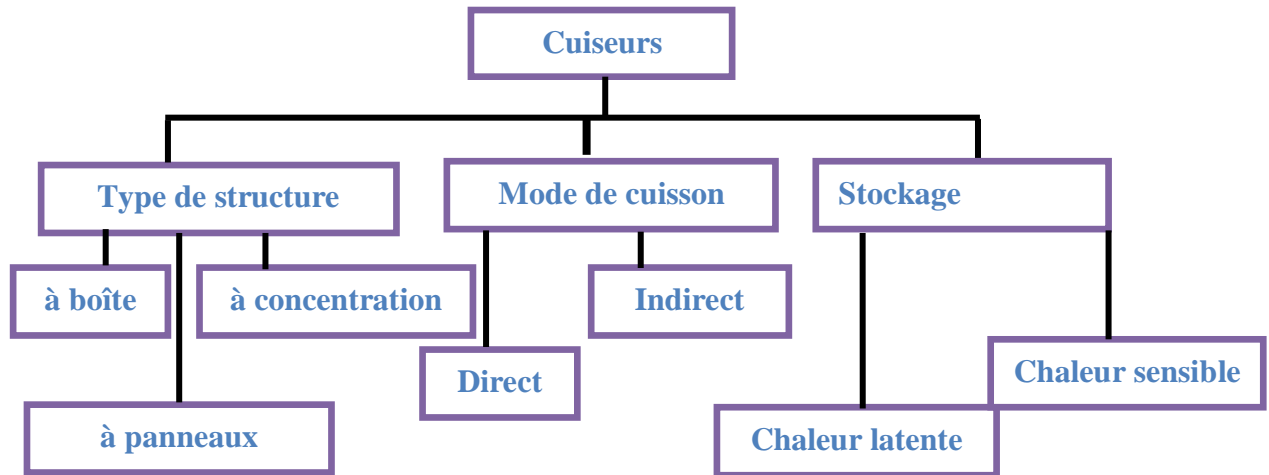 Cuiseurs
Type de structure
Mode de cuisson
Stockage
à boîte
à concentration
Indirect
Direct
Chaleur sensible
à panneaux
Chaleur latente